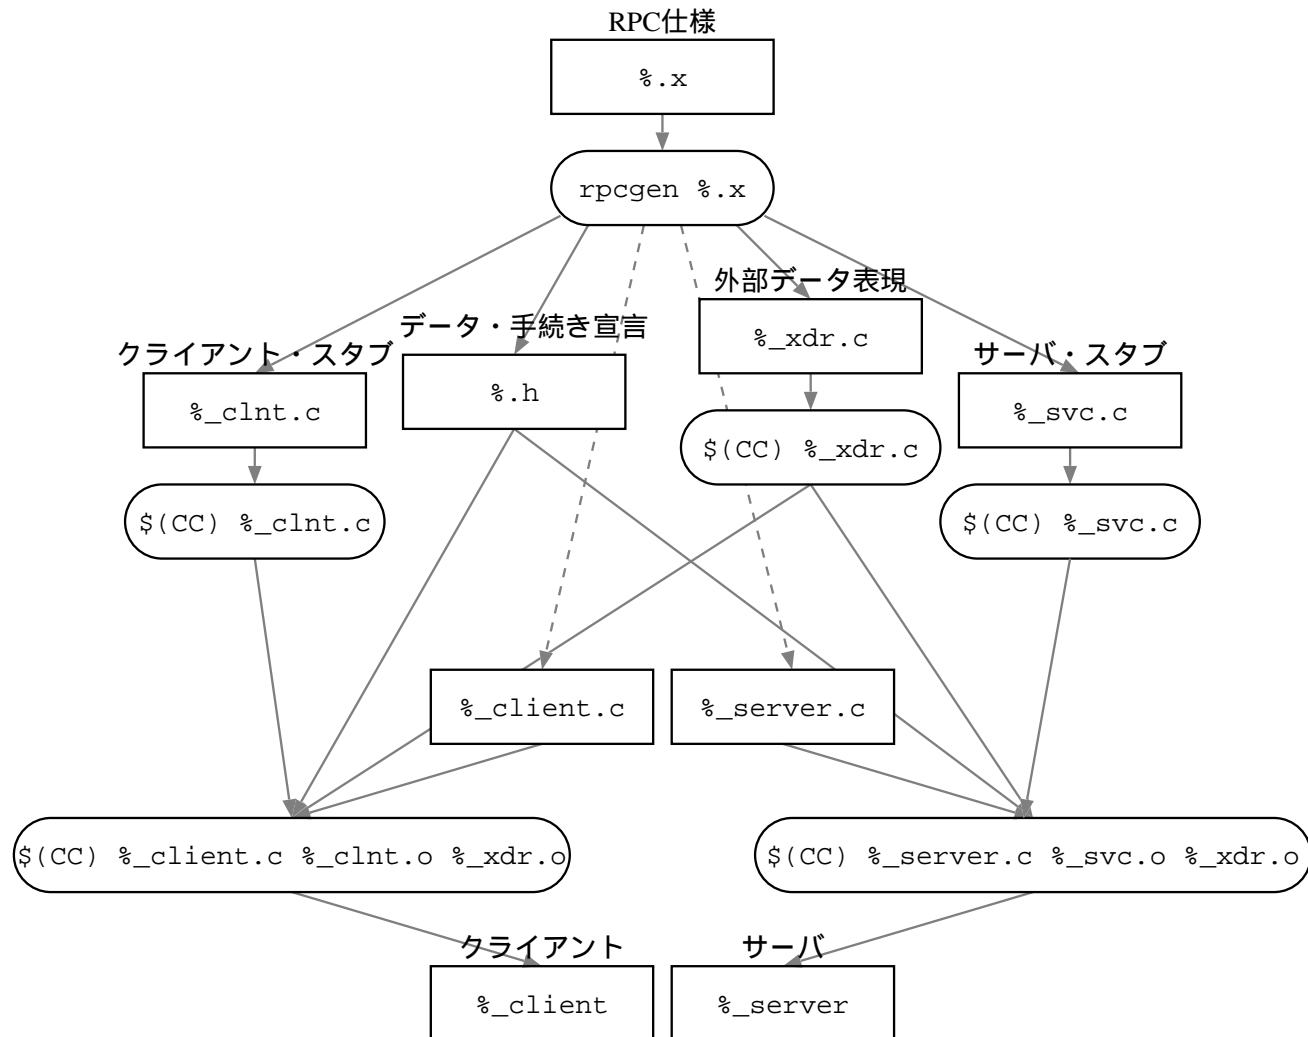 RPC仕様
%.x
rpcgen %.x
外部データ表現
%_xdr.c
データ・手続き宣言
%.h
クライアント・スタブ
%_clnt.c
サーバ・スタブ
%_svc.c
$(CC) %_xdr.c
$(CC) %_clnt.c
$(CC) %_svc.c
%_client.c
%_server.c
$(CC) %_client.c %_clnt.o %_xdr.o
$(CC) %_server.c %_svc.o %_xdr.o
クライアント
サーバ
%_client
%_server